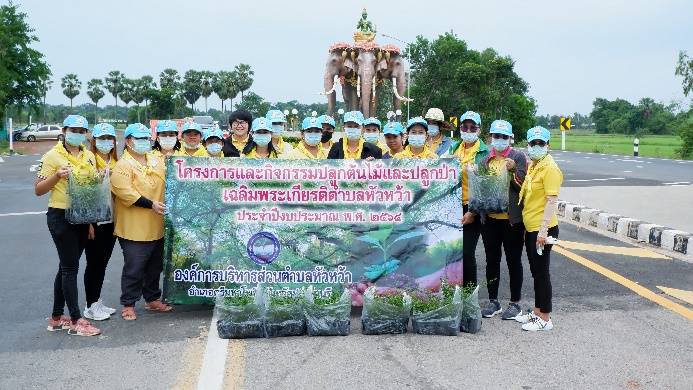 โครงการและกิจกรรมปลูกต้นไม้และปลูกป่า
เฉลิมพระเกียรติตำบลหัวหว้า
ประจำปีงบประมาณ พ.ศ. ๒๕๖๔
องค์การบริหารส่วนตำบลหัวหว้า